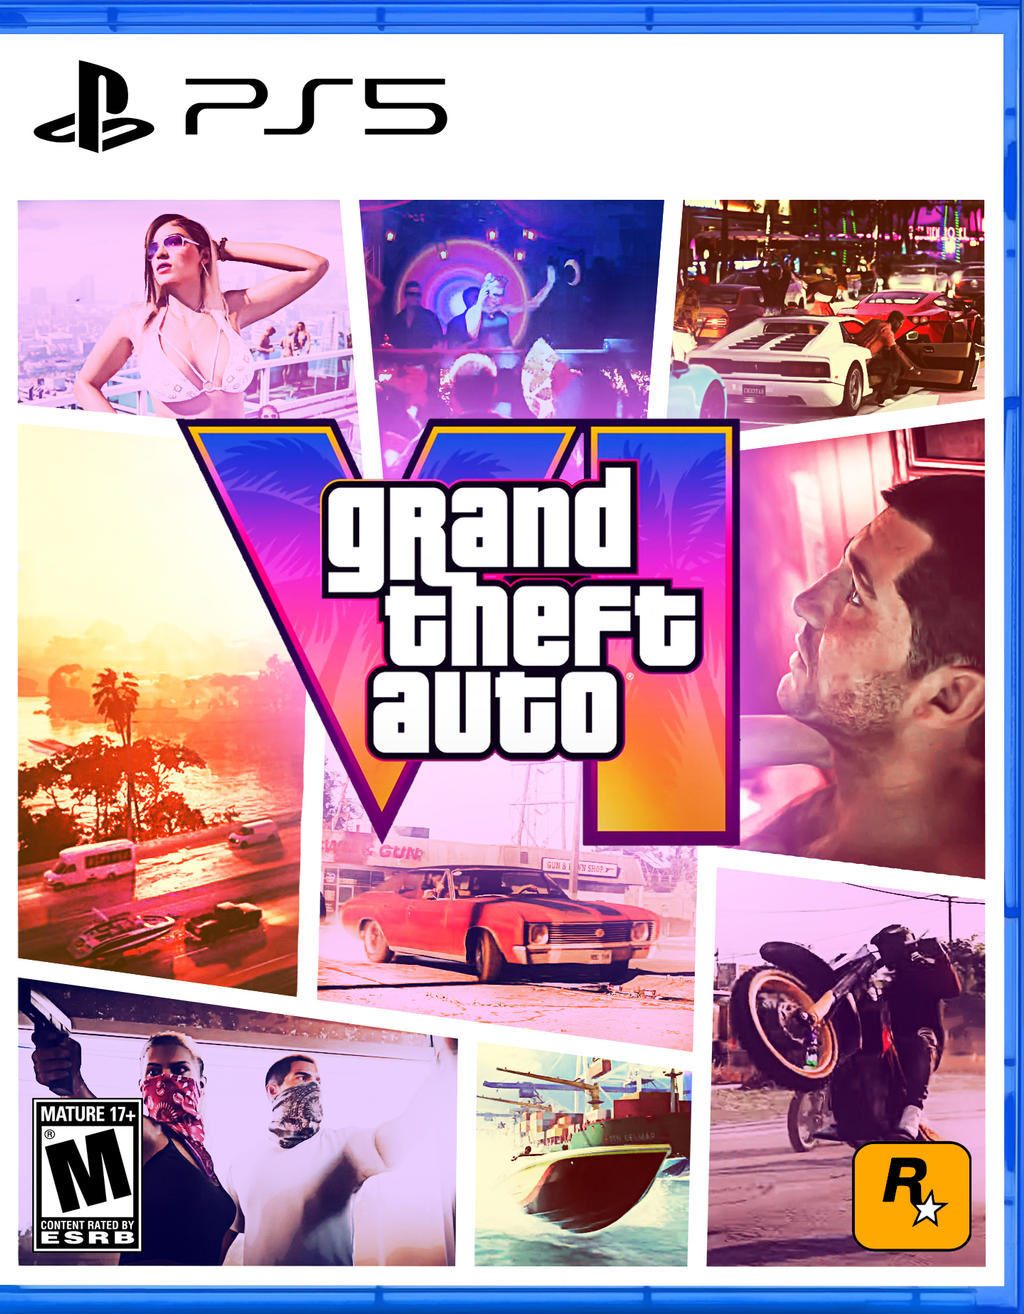 PS5
VI
grand
theft
auto
®
& GUN
GUN & PAWN SHOP
MATURE 17+
M
®
CONTENT RATED BY
ESRB
R